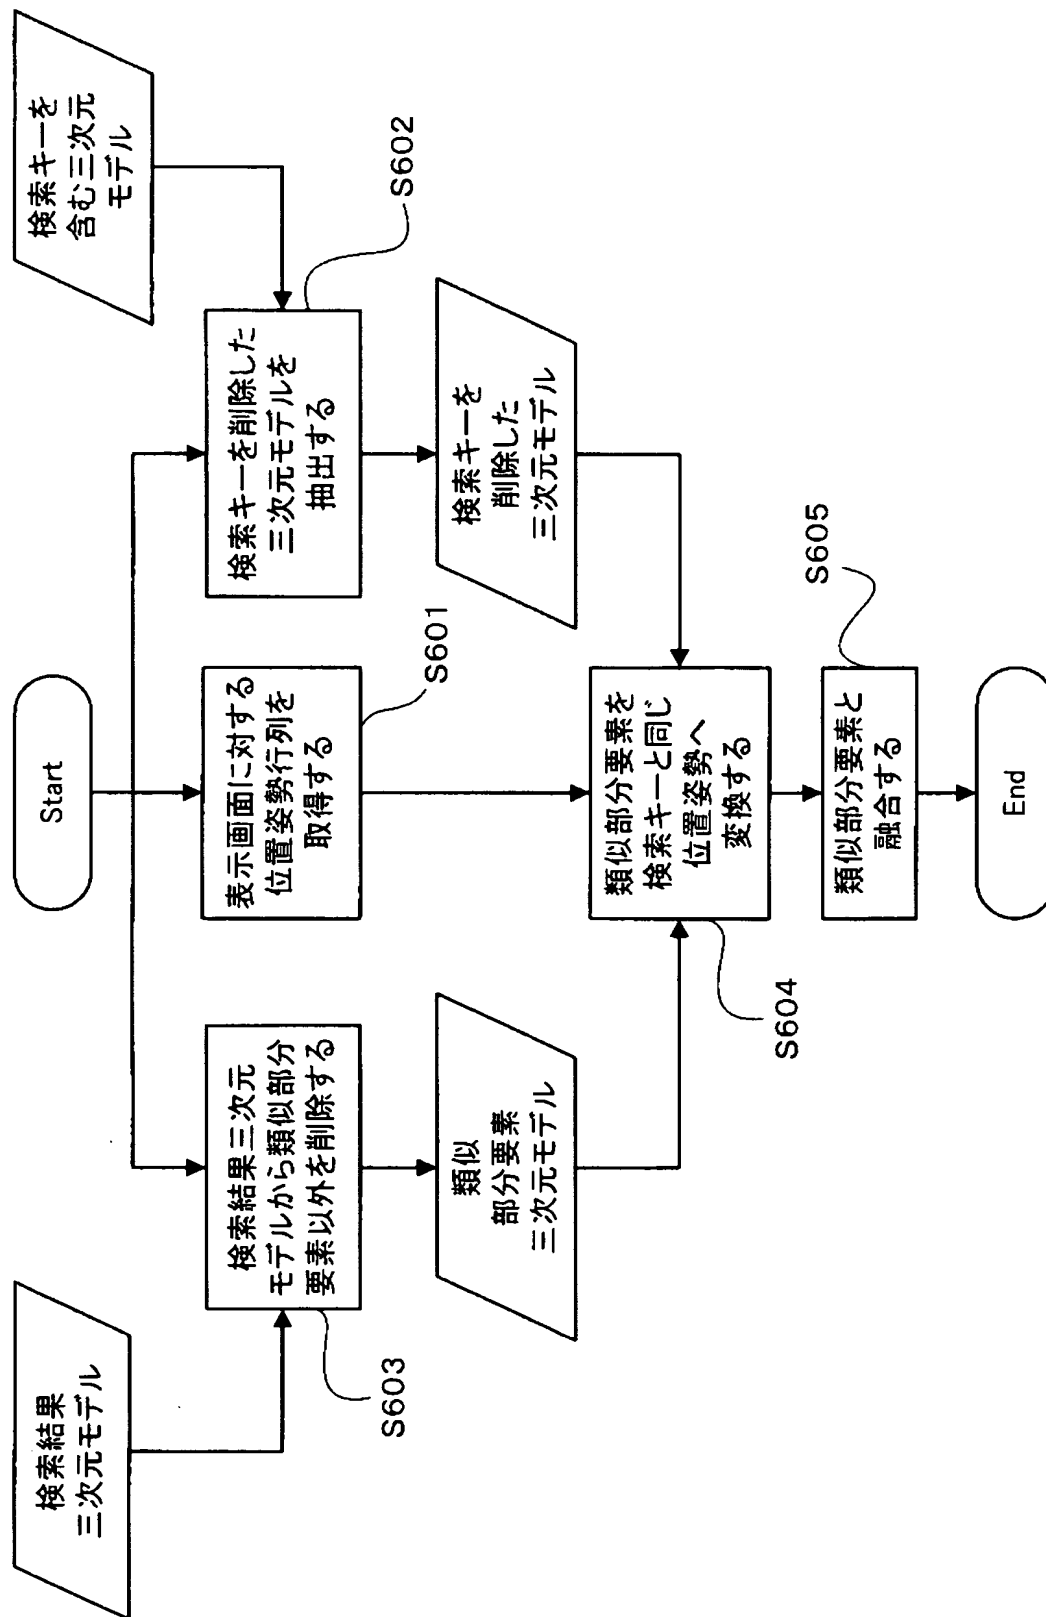 Start
検索結果
三次元モデル
検索キーを
含む三次元
モデル
検索結果三次元
モデルから類似部分
要素以外を削除する
S603
表示画面に対する
位置姿勢行列を
取得する
S601
検索キーを削除した
三次元モデルを
抽出する
S602
類似
部分要素
三次元モデル
検索キーを
削除した
三次元モデル
類似部分要素を
検索キーと同じ
位置姿勢へ
変換する
S604
類似部分要素と
融合する
S605
End